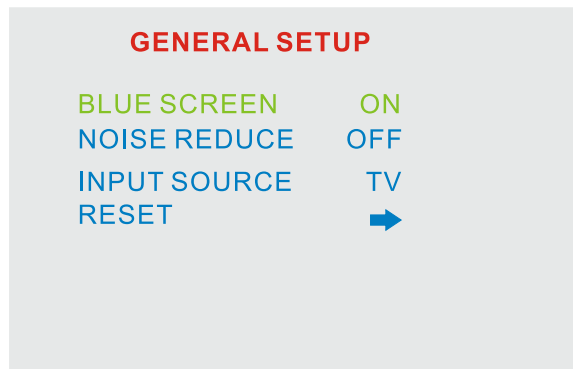 GENERAL SETUP
BLUE SCREEN ON
NOISE REDUCE OFF
INPUT SOURCE TV
RESET